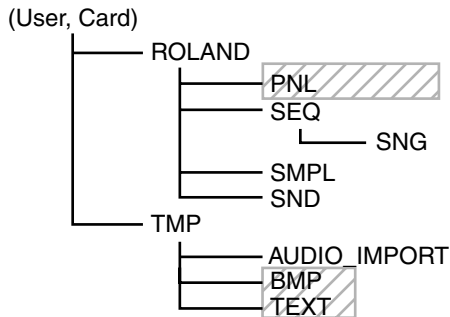 (User, Card)
ROLAND
PNL
SEQ
SNG
SMPL
SND
TMP
AUDIO_IMPORT
BMP
TEXT